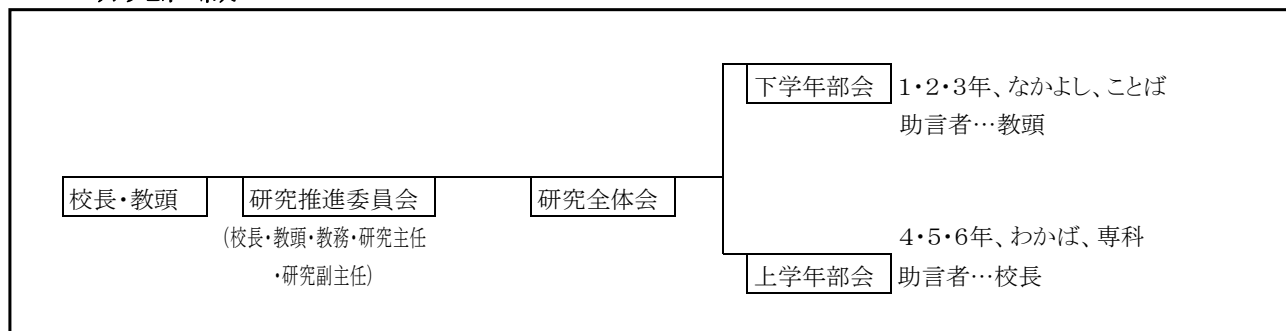 下学年部会 1・2・3年、なかよし、ことば
助言者…教頭
校長・教頭 研究推進委員会 研究全体会
(校長・教頭・教務・研究主任
・研究副主任)
4・5・6年、わかば、専科
上学年部会 助言者…校長